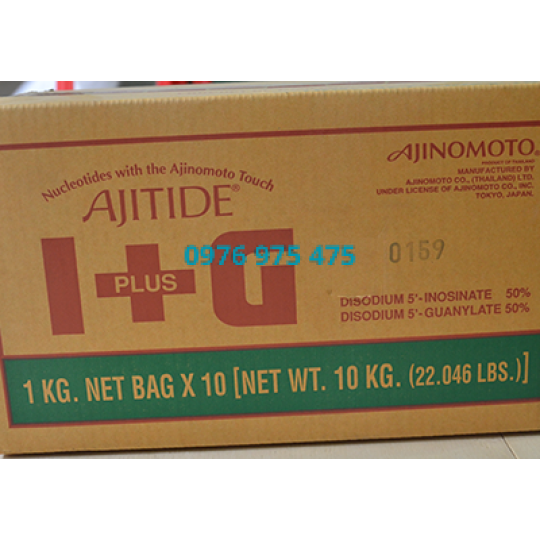 Nucleotides with the Ajinomoto Touch
AJITIDE®
I+G
PLUS
0976 975 475
0159
AJINOMOTO®
PRODUCT OF THAILAND
MANUFACTURED BY
AJINOMOTO CO., (THAILAND) LTD.
UNDER LICENSE OF AJINOMOTO CO., INC.
TOKYO, JAPAN.
DISODIUM 5'-INOSINATE 50%
DISODIUM 5'-GUANYLATE 50%
1 KG. NET BAG X 10 [NET WT. 10 KG. (22.046 LBS.)]